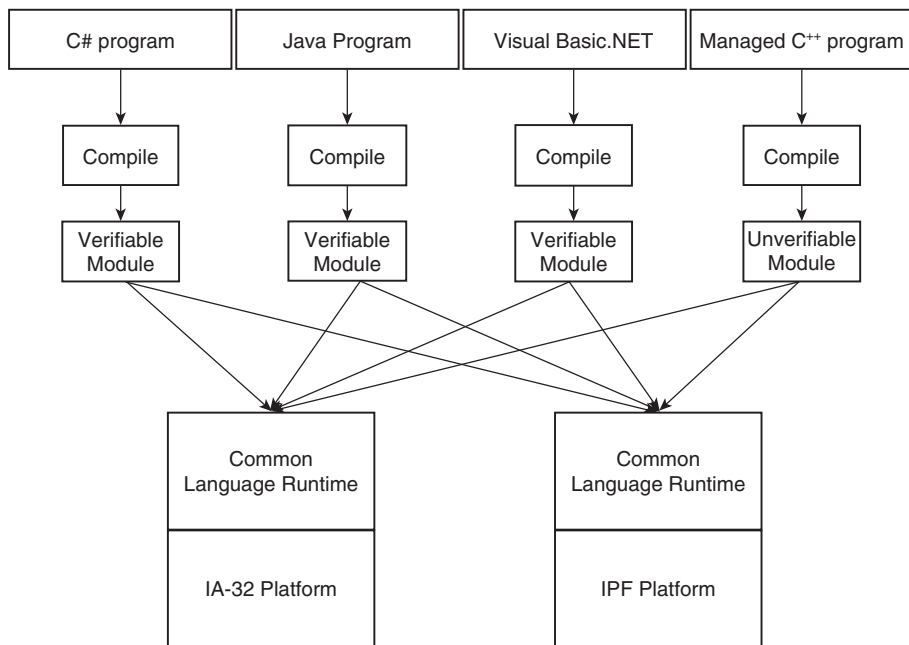 C# program
Java Program
Visual Basic.NET
Managed C++ program
Compile
Compile
Compile
Compile
Verifiable
Module
Verifiable
Module
Verifiable
Module
Unverifiable
Module
Common
Language Runtime
Common
Language Runtime
IA-32 Platform
IPF Platform